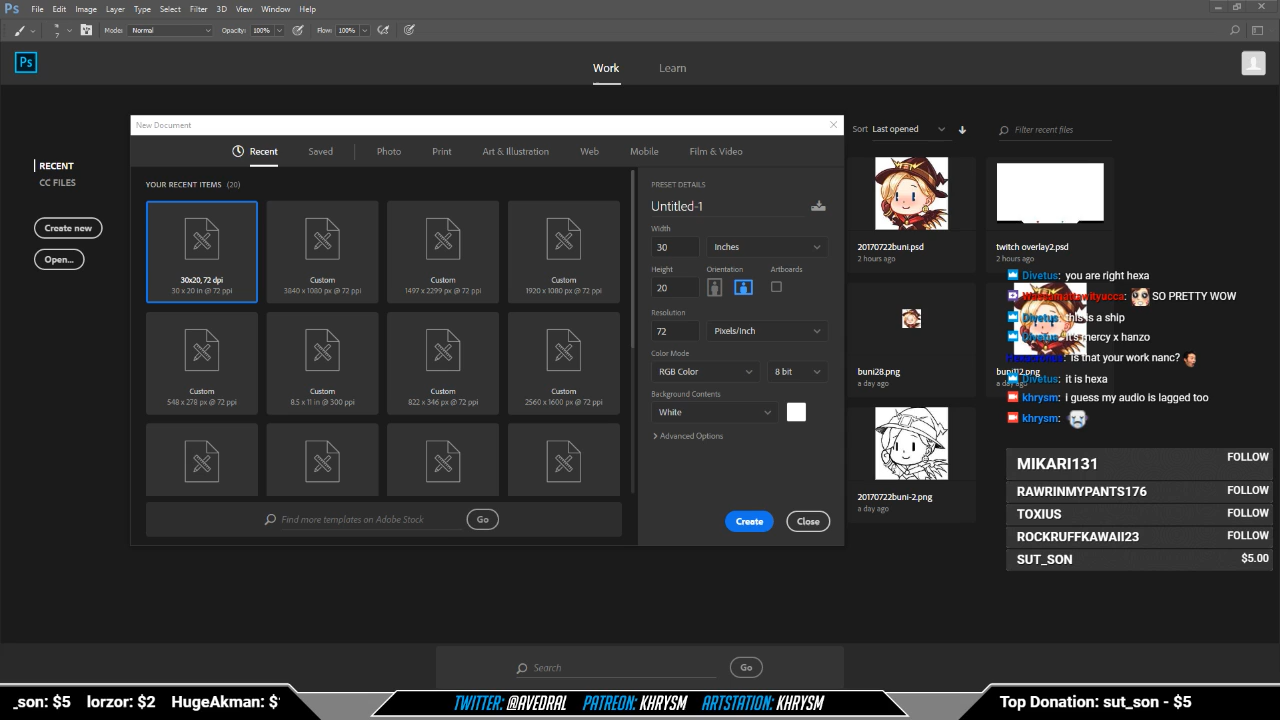 Ps File Edit Image Layer Type Select Filter 3D View Window Help
7 Mode: Normal Opacity: 100% Flow: 100%
Ps Work Learn
New Document
Sort Last opened Filter recent files
RECENT
CC FILES
Create new
Open...
Recent Saved Photo Print Art & Illustration Web Mobile Film & Video
YOUR RECENT ITEMS (20)
30x20, 72 dpi
30 x 20 in @ 72 ppi
Custom
3840 x 1080 px @ 72 ppi
Custom
1497 x 2299 px @ 72 ppi
Custom
1920 x 1080 px @ 72 ppi
Custom
548 x 278 px @ 72 ppi
Custom
8.5 x 11 in @ 300 ppi
Custom
822 x 346 px @ 72 ppi
Custom
2560 x 1600 px @ 72 ppi
Find more templates on Adobe Stock Go
PRESET DETAILS
Untitled-1
Width
30 Inches
Height Orientation Artboards
20
Resolution
72 Pixels/Inch
Color Mode
RGB Color 8 bit
Background Contents
White
Advanced Options
Create Close
20170722buni.psd
2 hours ago
twitch overlay2.psd
2 hours ago
buni28.png
a day ago
buni112.png
a day ago
20170722buni-2.png
a day ago
Divetus: you are right hexa
Wassamattawityucca: SO PRETTY WOW
Divetus: this is a ship
Divetus: it's mercy x hanzo
is that your work nanc?
Divetus: it is hexa
khrysm: i guess my audio is lagged too
khrysm:
MIKARI131 FOLLOW
RAWRINMYPANTS176 FOLLOW
TOXIUS FOLLOW
ROCKRUFFKAWAII23 FOLLOW
SUT_SON $5.00
Search Go
_son: $5 lorzor: $2 HugeAkman: $
TWITTER: @AVEDRAL PATREON: KHRYSM ARTSTATION: KHRYSM
Top Donation: sut_son - $5